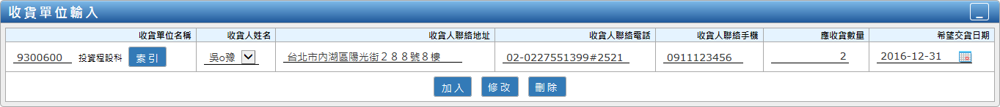 收貨單位輸入
收貨單位名稱 收貨人姓名 收貨人聯絡地址 收貨人聯絡電話 收貨人聯絡手機 應收貨數量 希望交貨日期
9300600 投資程設科 索引 吳o豫 台北市內湖區陽光街２８８號８樓 02-0227551399#2521 0911123456 2 2016-12-31
加入 修改 刪除